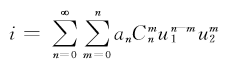 i = \sum_{n=0}^{\infty} \sum_{m=0}^{n} a_n C_n^m u_1^{n-m} u_2^m